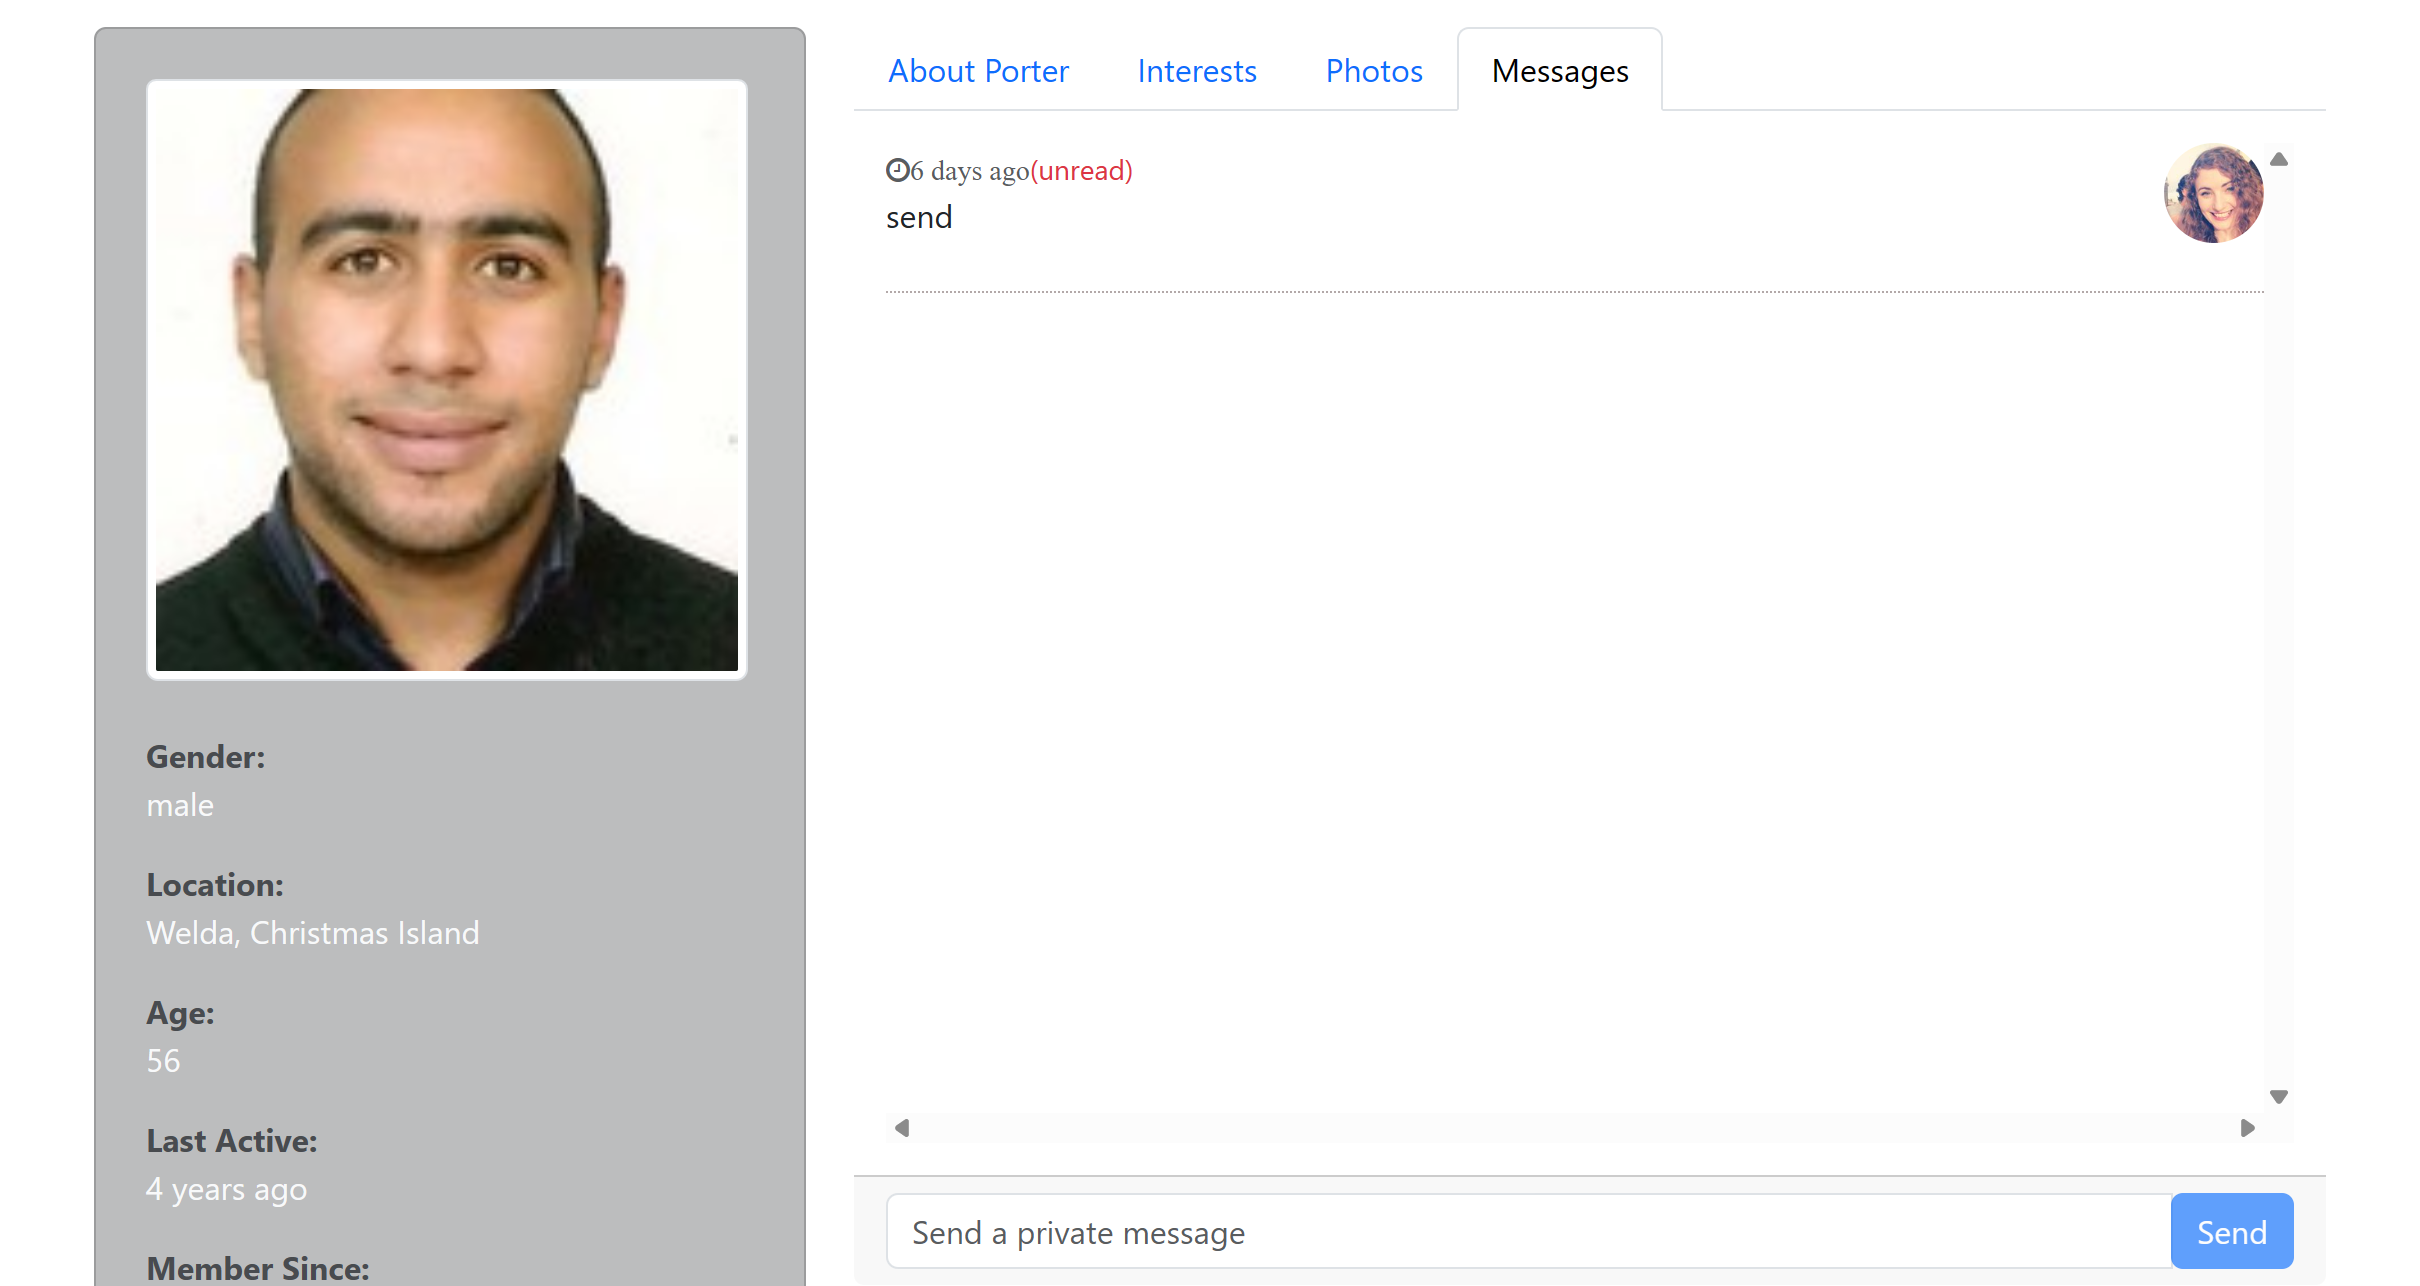 About Porter Interests Photos Messages
6 days ago(unread)
send
Gender:
male
Location:
Welda, Christmas Island
Age:
56
Last Active:
4 years ago
Member Since:
Send a private message Send